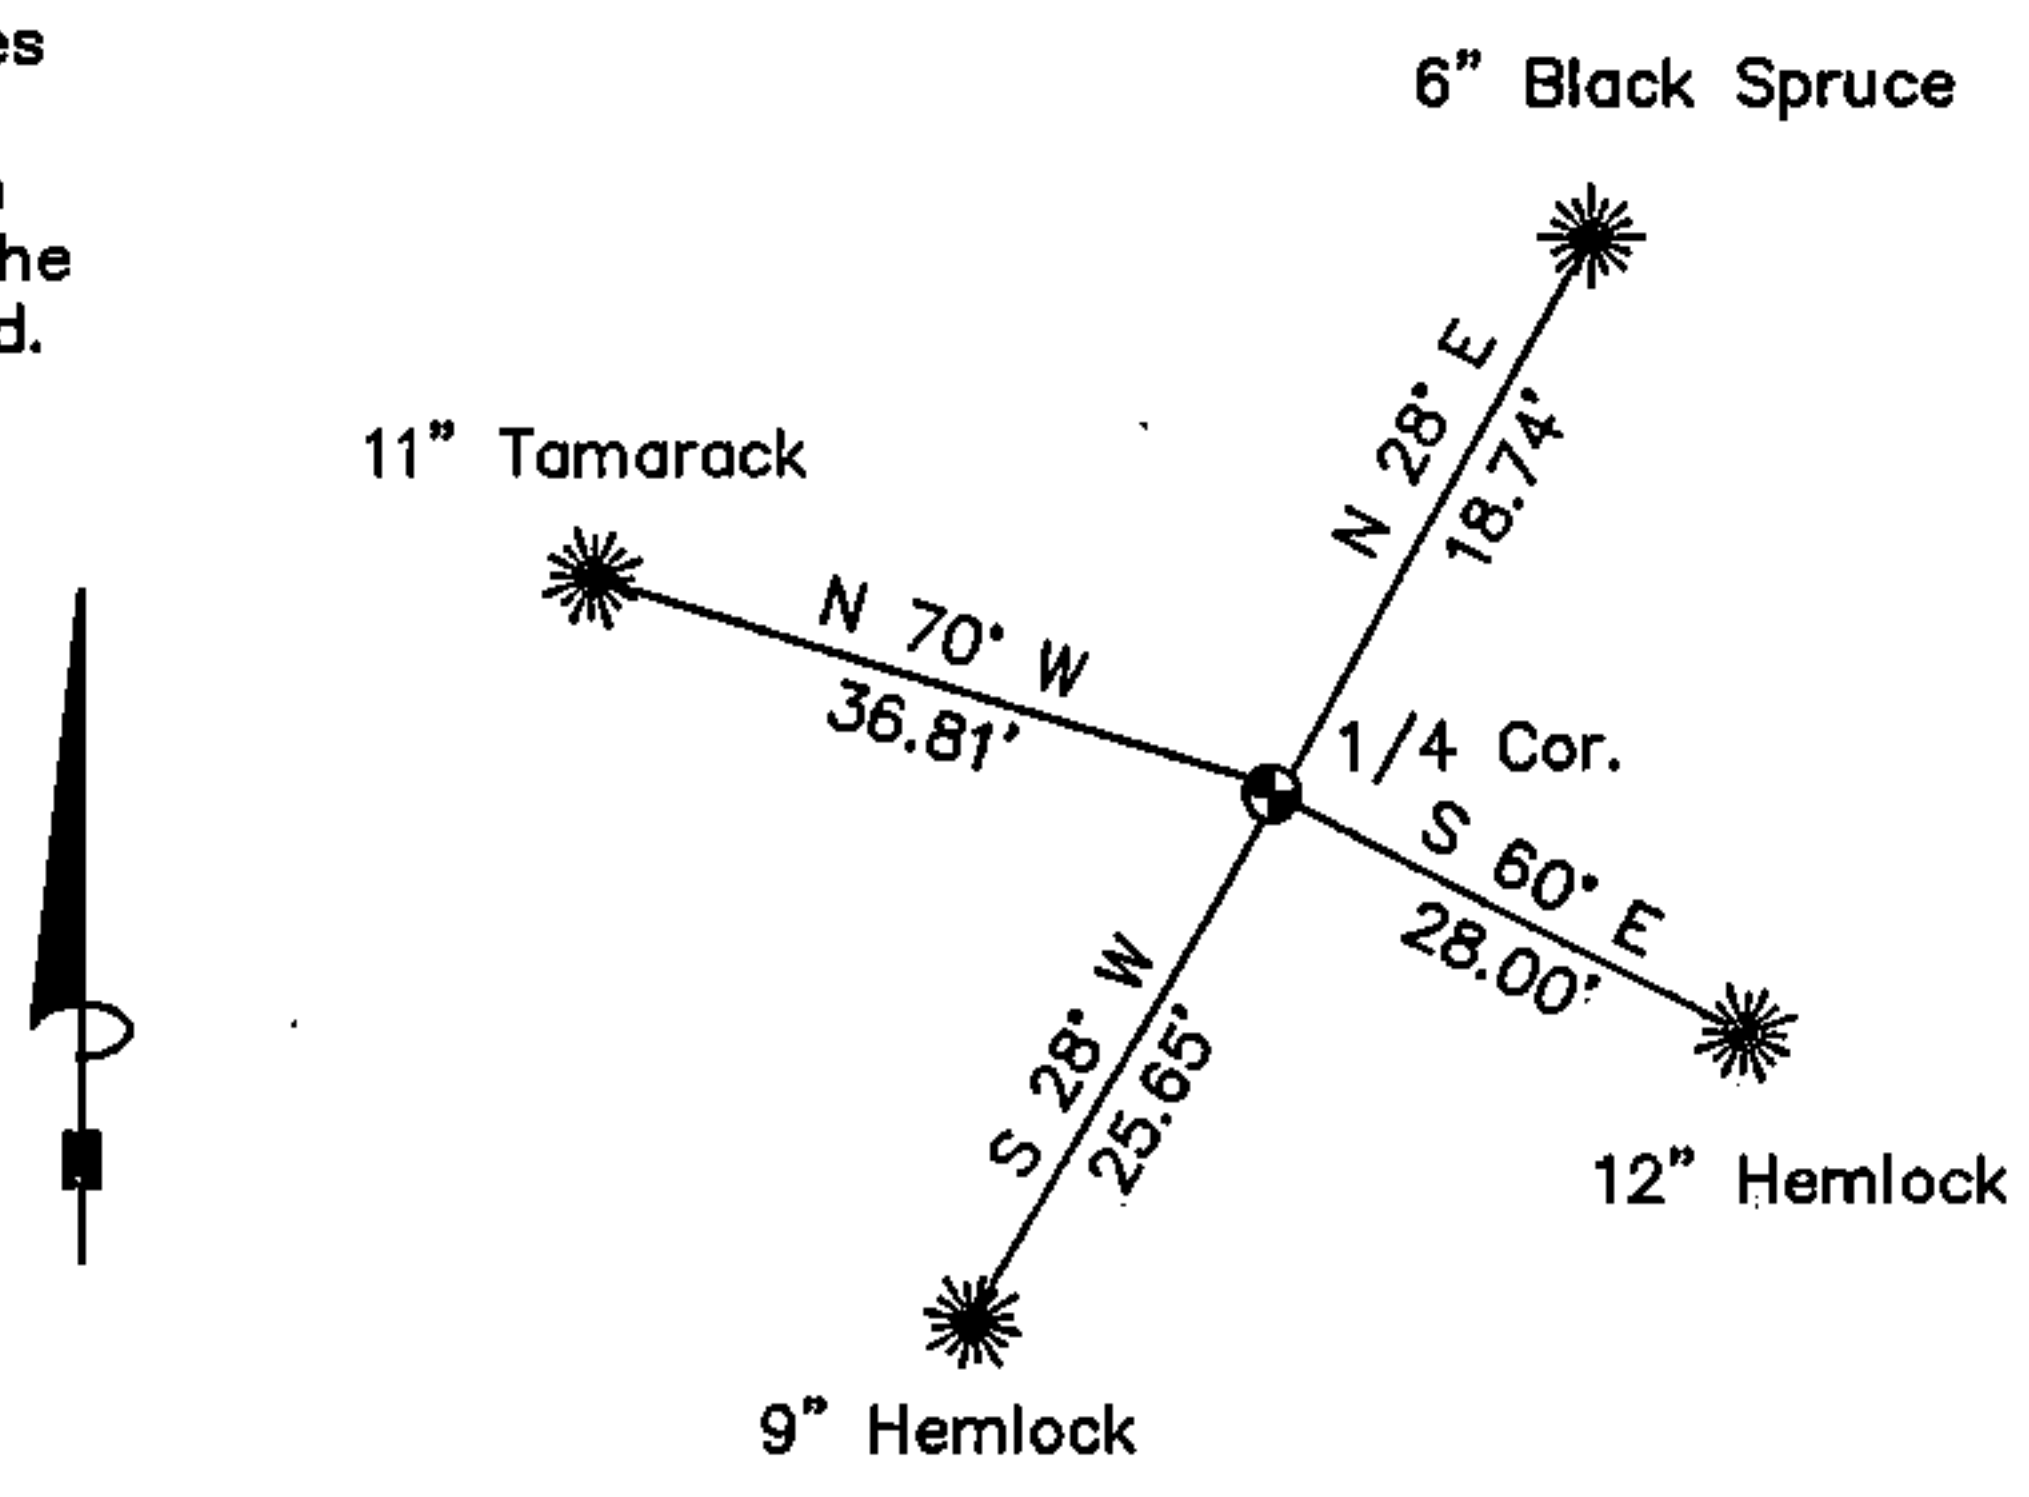 6" Black Spruce
he
d.
11" Tamarack
N 28° E
18.74'
N 70° W
36.81'
1/4 Cor.
S 60° E
28.00'
S 28° W
25.65'
12" Hemlock
9" Hemlock